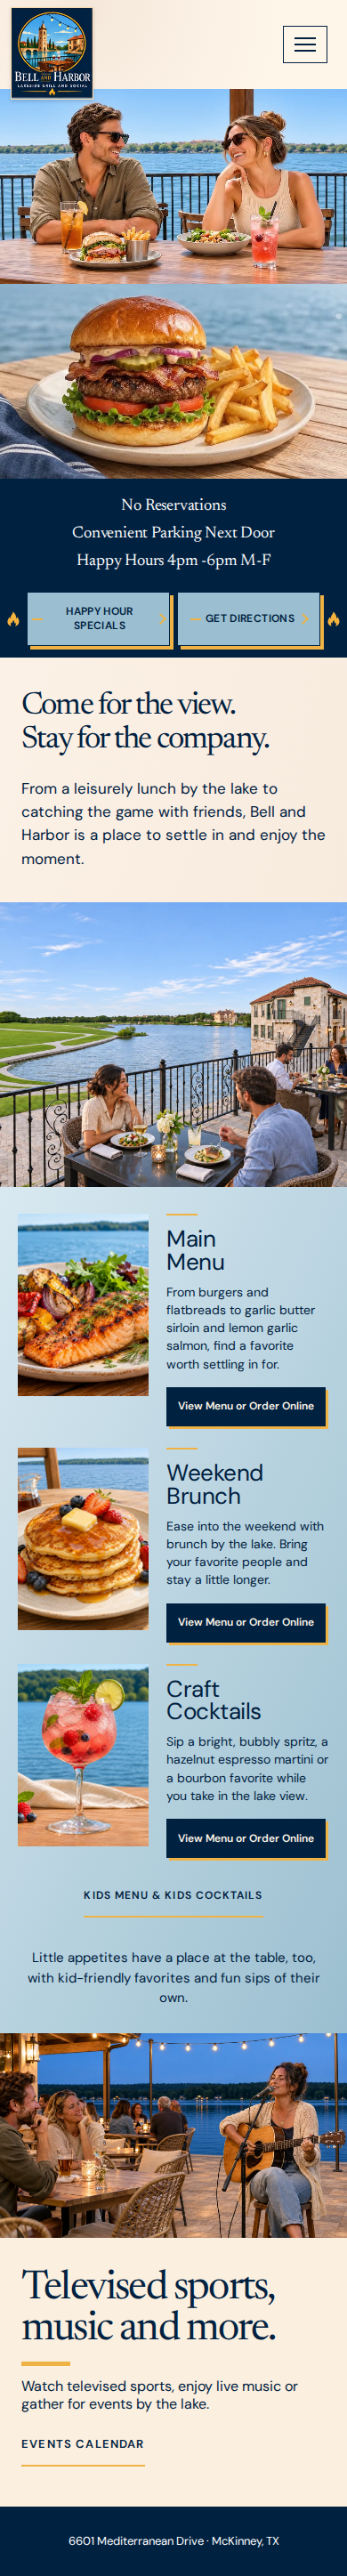 BELL AND HARBOR
LAKESIDE GRILL AND SOCIAL
No Reservations
Convenient Parking Next Door
Happy Hours 4pm -6pm M-F
HAPPY HOUR
SPECIALS
GET DIRECTIONS
Come for the view.
Stay for the company.
From a leisurely lunch by the lake to
catching the game with friends, Bell and
Harbor is a place to settle in and enjoy the
moment.
Main
Menu
From burgers and
flatbreads to garlic butter
sirloin and lemon garlic
salmon, find a favorite
worth settling in for.
View Menu or Order Online
Weekend
Brunch
Ease into the weekend with
brunch by the lake. Bring
your favorite people and
stay a little longer.
View Menu or Order Online
Craft
Cocktails
Sip a bright, bubbly spritz, a
hazelnut espresso martini or
a bourbon favorite while
you take in the lake view.
View Menu or Order Online
KIDS MENU & KIDS COCKTAILS
Little appetites have a place at the table, too,
with kid-friendly favorites and fun sips of their
own.
Televised sports,
music and more.
Watch televised sports, enjoy live music or
gather for events by the lake.
EVENTS CALENDAR
6601 Mediterranean Drive · McKinney, TX